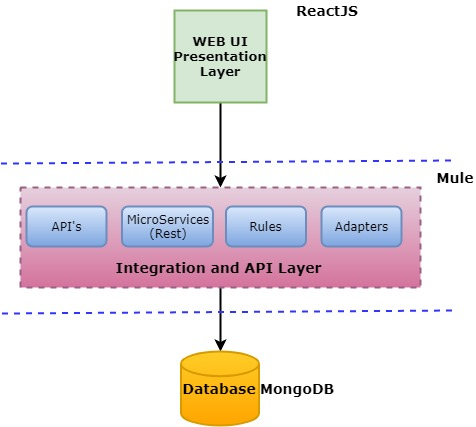 ReactJS
WEB UI
Presentation
Layer
Mule
API's
MicroServices
(Rest)
Rules
Adapters
Integration and API Layer
Database MongoDB